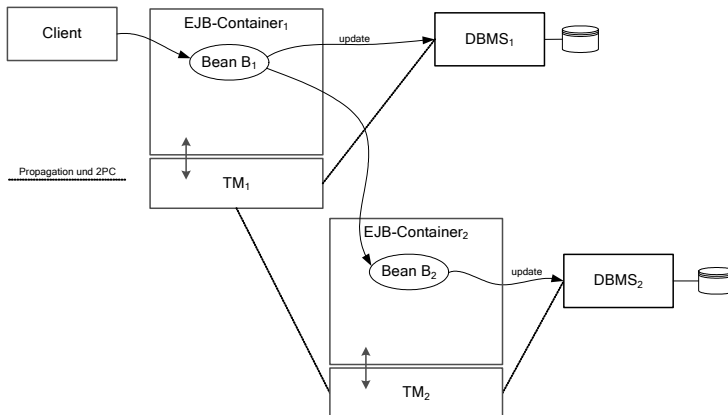 EJB-Container₁
Client
DBMS₁
update
Bean B₁
Propagation und 2PC
TM₁
EJB-Container₂
Bean B₂
update
DBMS₂
TM₂